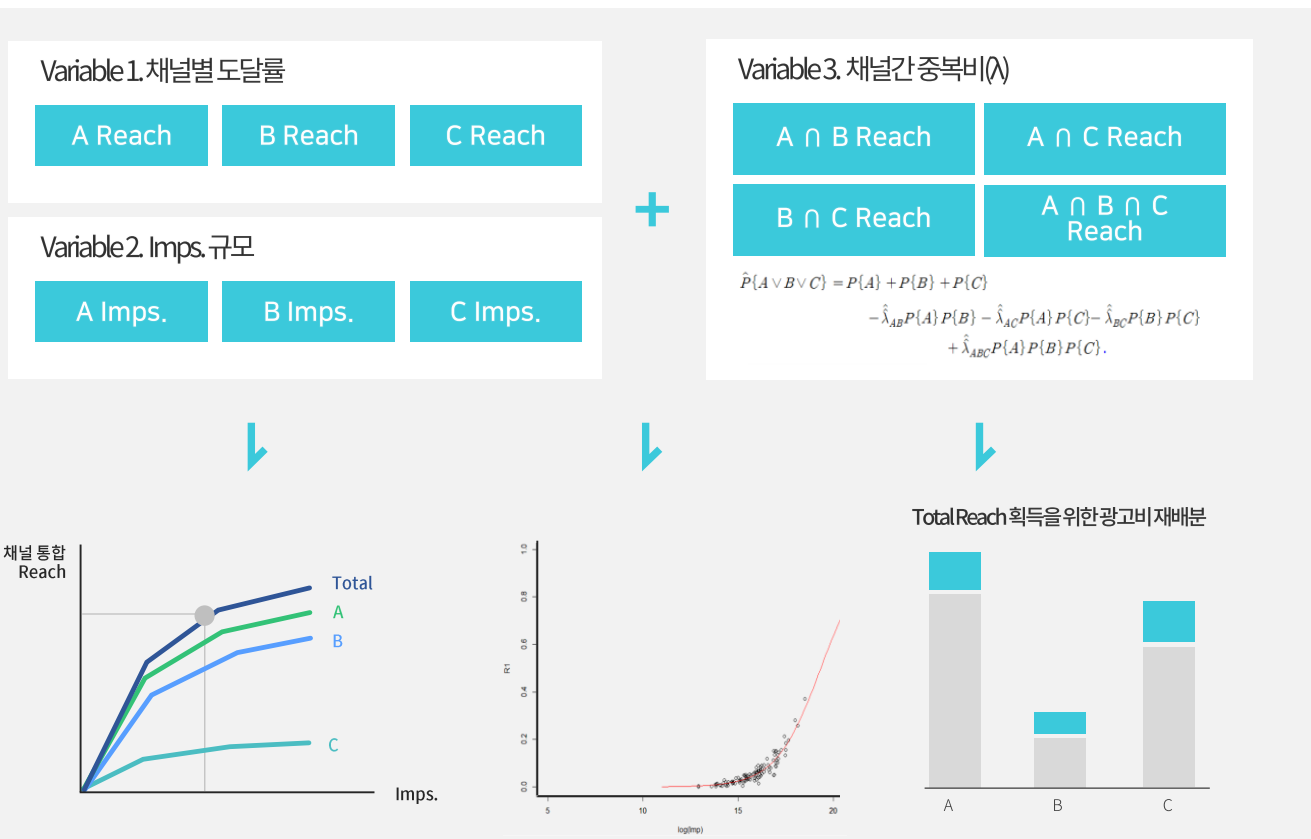 Variable 1. 채널별 도달률
A Reach
B Reach
C Reach
Variable 2. Imps. 규모
A Imps.
B Imps.
C Imps.
Variable 3. 채널간 중복비(λ)
A ∩ B Reach
A ∩ C Reach
B ∩ C Reach
A ∩ B ∩ C
Reach
P̂{A∨B∨C} = P{A} + P{B} + P{C}
− λ̂_AB P{A}P{B} − λ̂_AC P{A}P{C} − λ̂_BC P{B}P{C}
+ λ̂_ABC P{A}P{B}P{C}.
채널 통합
Reach
Total
A
B
C
Imps.
1.0
0.8
0.6
0.4
0.2
0.0
R1
5
10
15
20
log(Imp)
Total Reach 획득을 위한 광고비 재배분
A
B
C